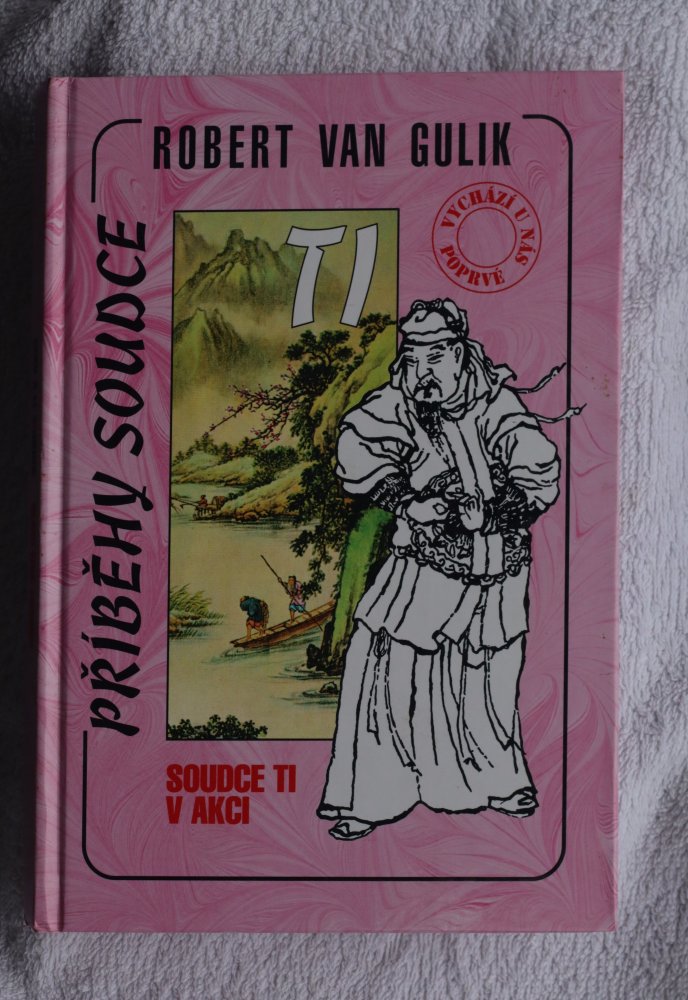 ROBERT VAN GULIK
PŘÍBĚHY SOUDCE
TI
VYCHÁZÍ U NÁS
POPRVÉ
SOUDCE TI
V AKCI